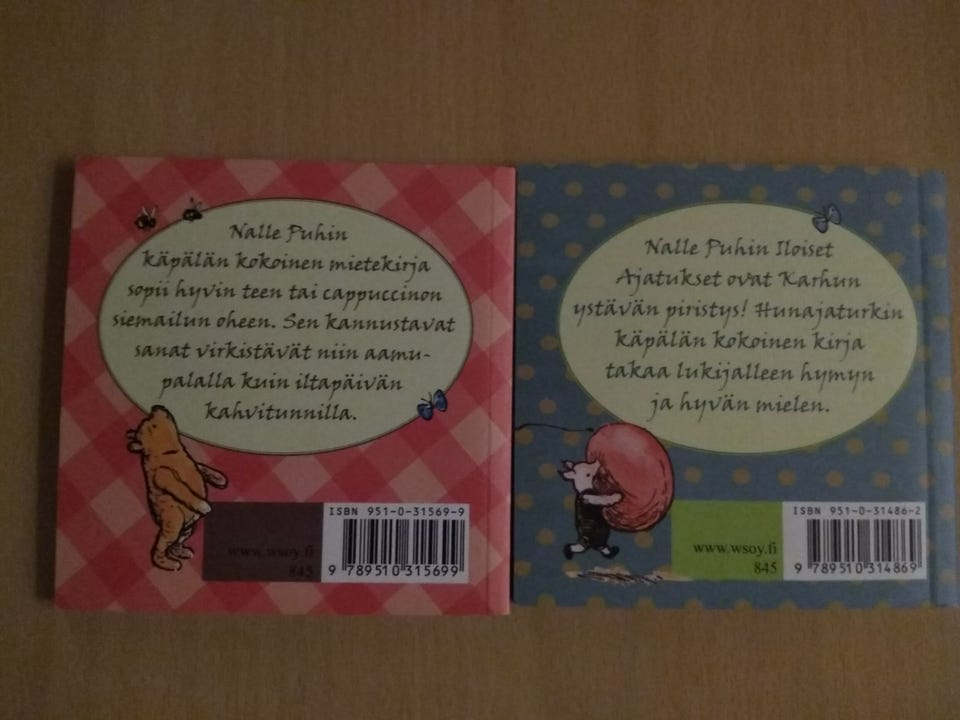 Nalle Puhin
käpälän kokoinen mietekirja
sopii hyvin teen tai cappuccinon
siemailun oheen. Sen kannustavat
sanat virkistävät niin aamu-
palalla kuin iltapäivän
kahvitunnilla.
www.wsoy.fi
845
ISBN 951-0-31569-9
9 789510 315699
Nalle Puhin Iloiset
Ajatukset ovat Karhun
ystävän piristys! Hunajaturkin
käpälän kokoinen kirja
takaa lukijalleen hymyn
ja hyvän mielen.
www.wsoy.fi
845
ISBN 951-0-31486-2
9 789510 314869